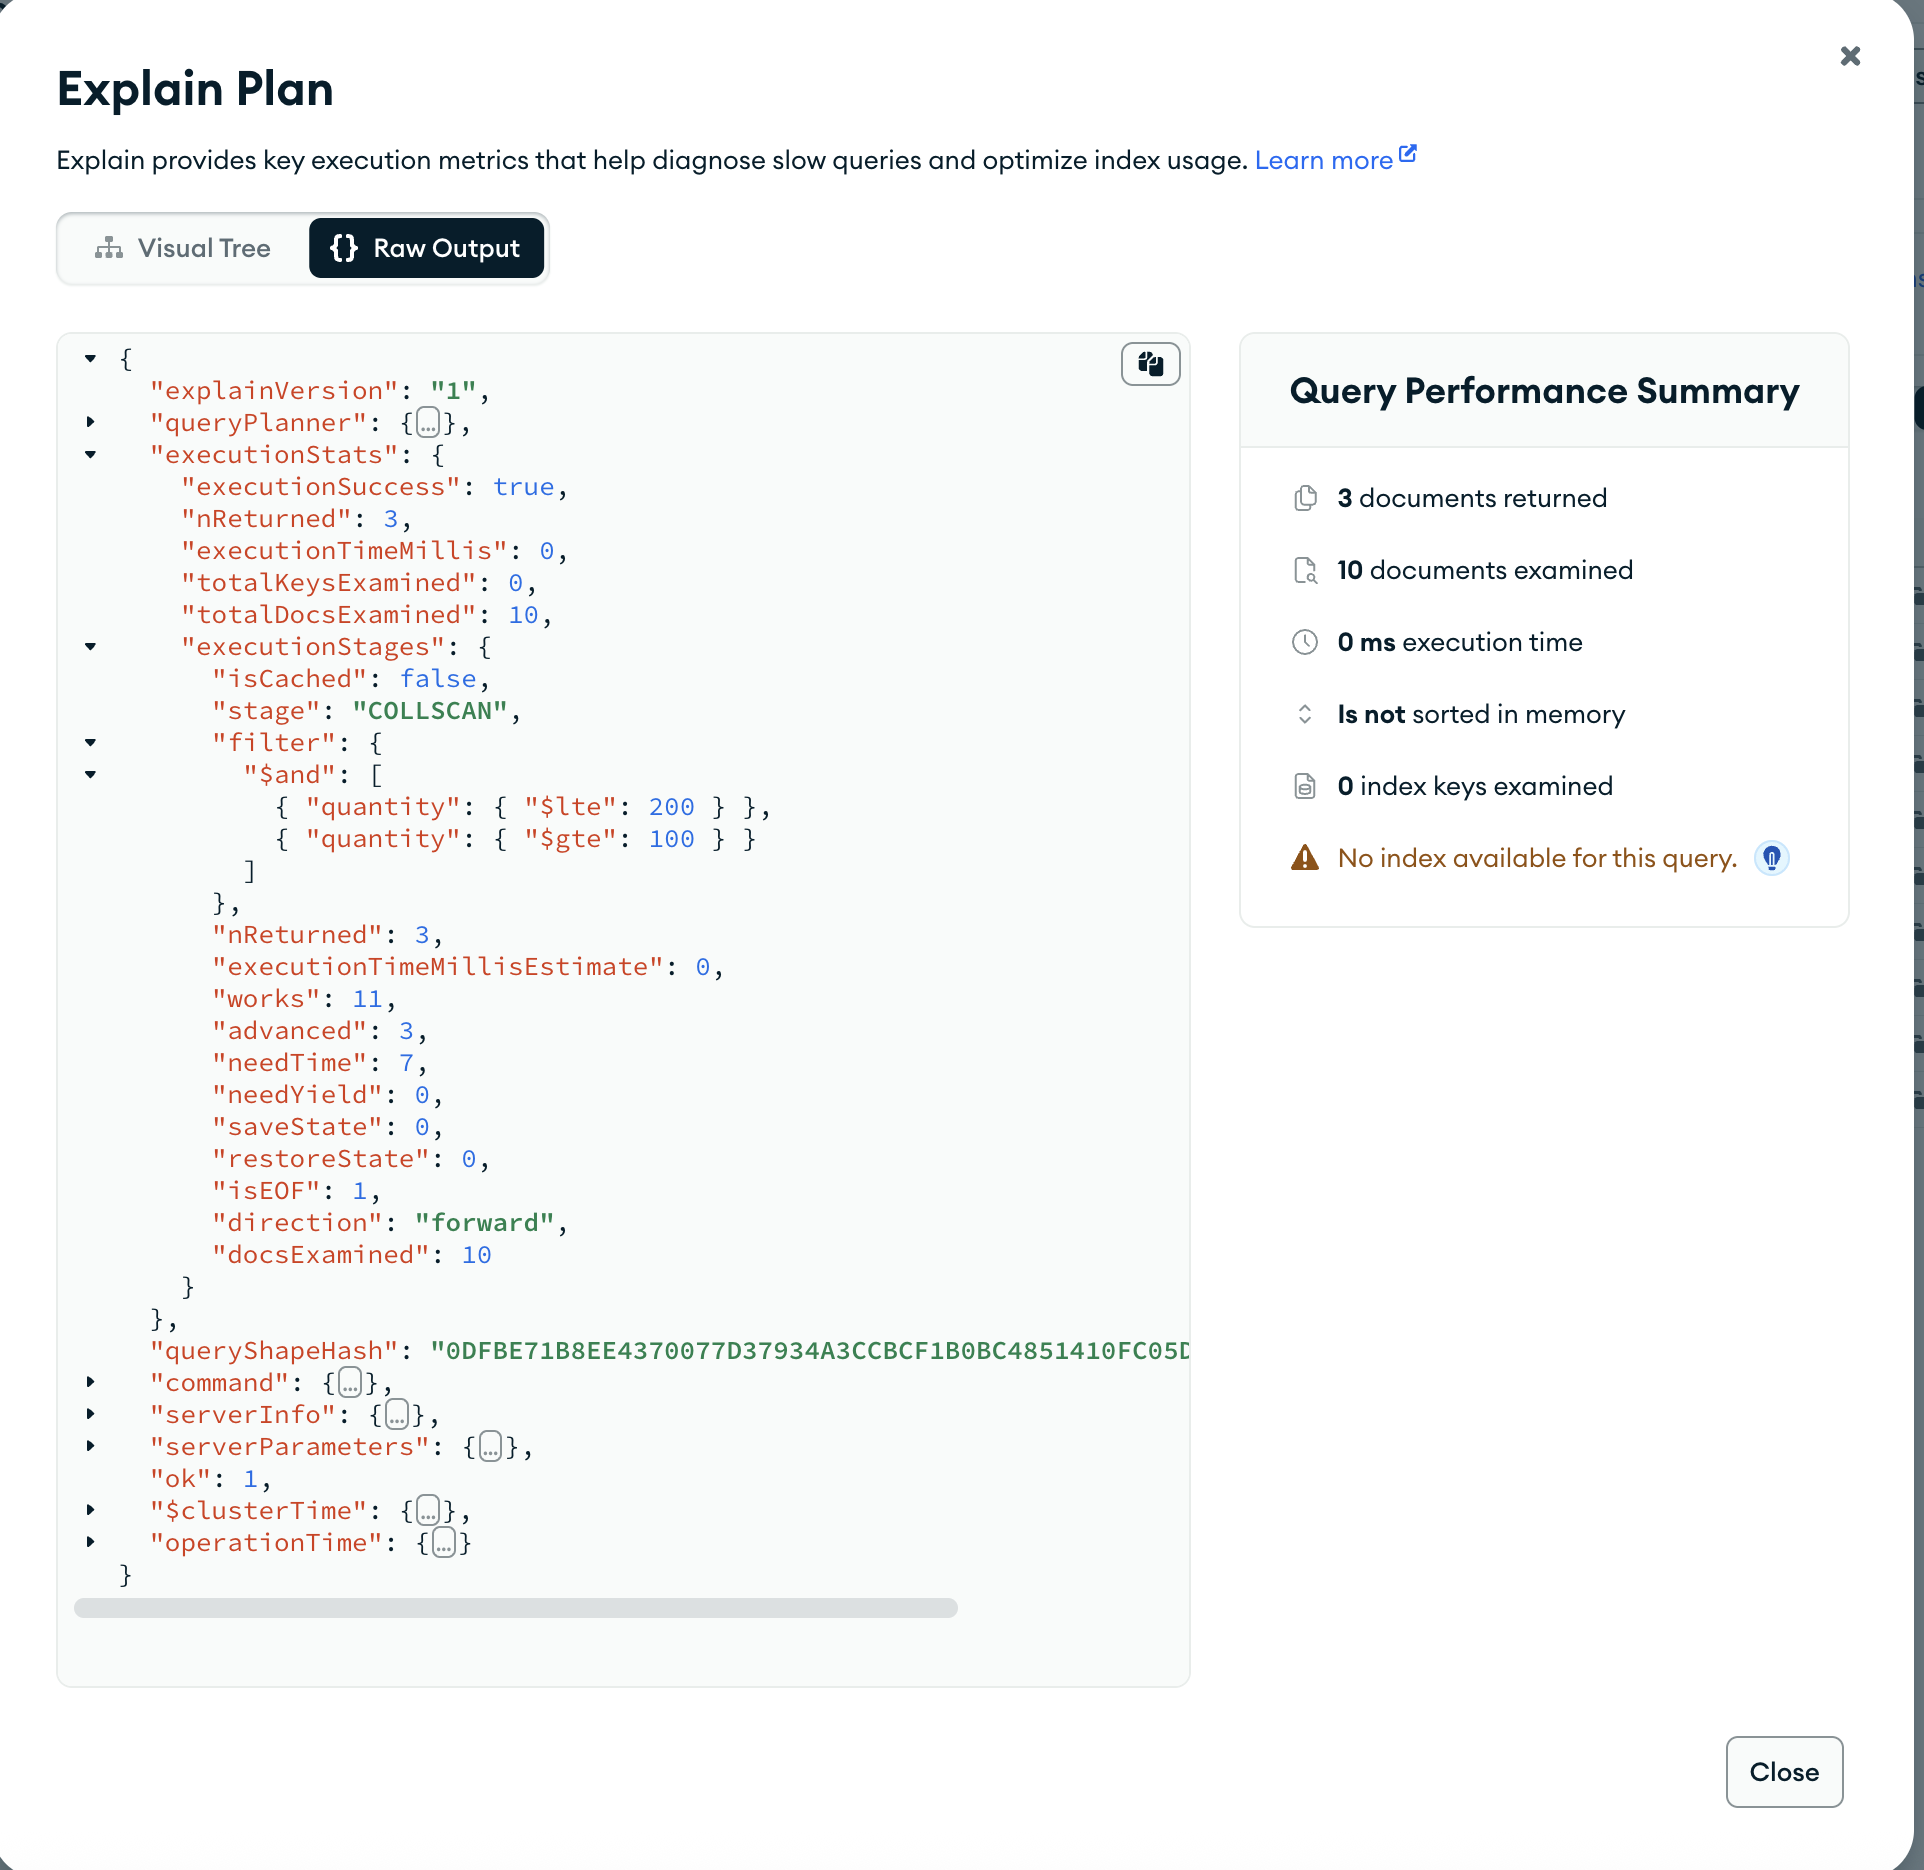 Explain Plan
Explain provides key execution metrics that help diagnose slow queries and optimize index usage. Learn more
Visual Tree
{} Raw Output
{
"explainVersion": "1",
"queryPlanner": {…},
"executionStats": {
"executionSuccess": true,
"nReturned": 3,
"executionTimeMillis": 0,
"totalKeysExamined": 0,
"totalDocsExamined": 10,
"executionStages": {
"isCached": false,
"stage": "COLLSCAN",
"filter": {
"$and": [
{ "quantity": { "$lte": 200 } },
{ "quantity": { "$gte": 100 } }
]
},
"nReturned": 3,
"executionTimeMillisEstimate": 0,
"works": 11,
"advanced": 3,
"needTime": 7,
"needYield": 0,
"saveState": 0,
"restoreState": 0,
"isEOF": 1,
"direction": "forward",
"docsExamined": 10
}
},
"queryShapeHash": "0DFBE71B8EE4370077D37934A3CCBCF1B0BC4851410FC05D
"command": {…},
"serverInfo": {…},
"serverParameters": {…},
"ok": 1,
"$clusterTime": {…},
"operationTime": {…}
}
Query Performance Summary
3 documents returned
10 documents examined
0 ms execution time
Is not sorted in memory
0 index keys examined
No index available for this query.
Close